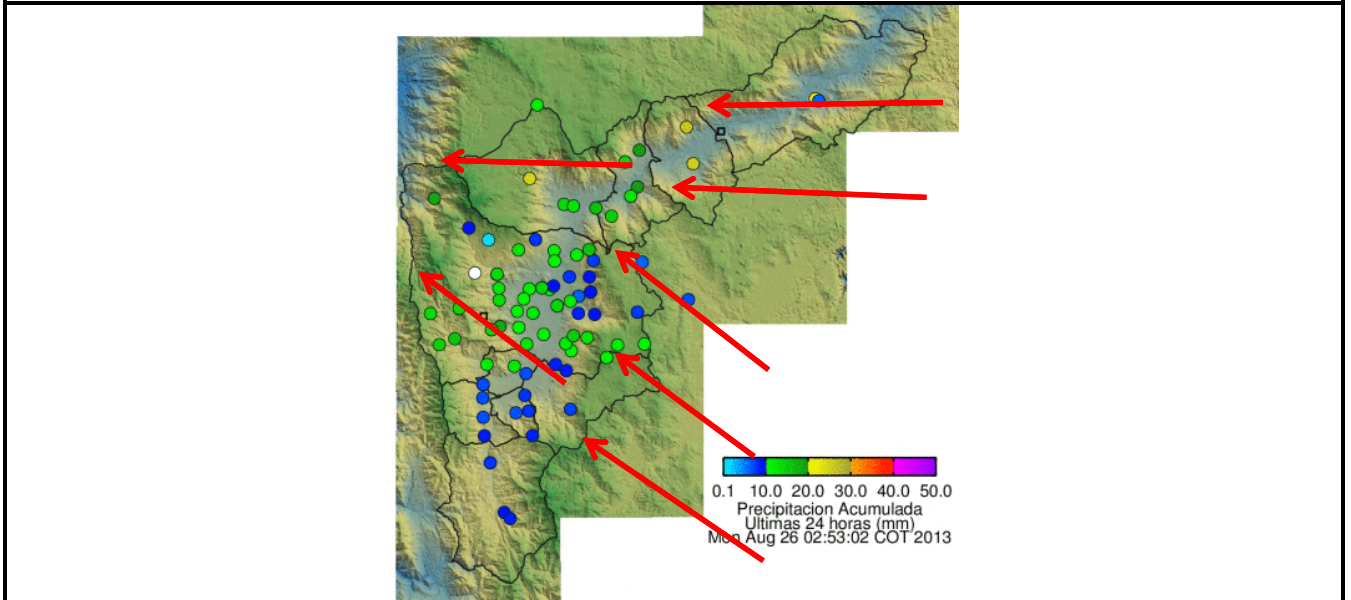 0.1 10.0 20.0 30.0 40.0 50.0
Precipitacion Acumulada
Ultimas 24 horas (mm)
Mon Aug 26 02:53:02 COT 2013